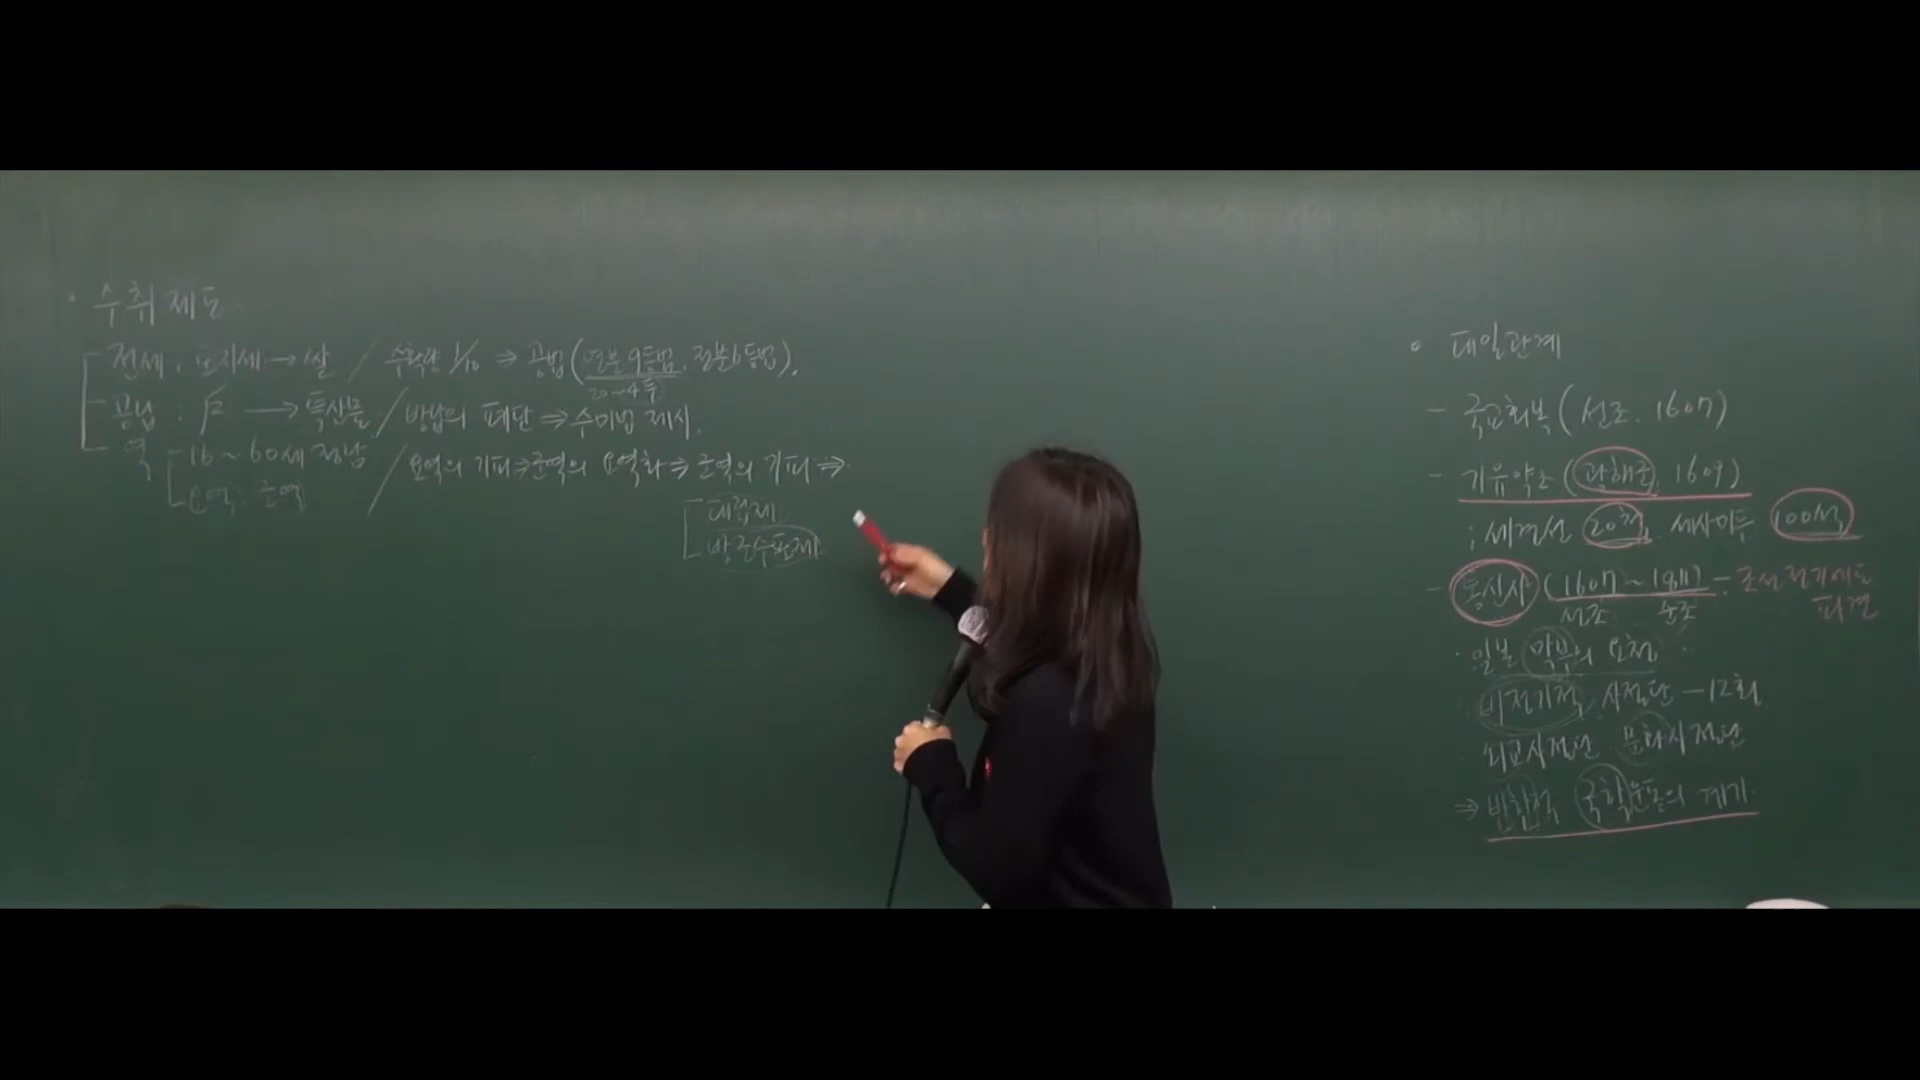 · 수취 제도
전세 : 토지세 → 쌀 / 수확량 1/10 ⇒ 공법(연분9등법, 전분6등법).
20~4두
공납 : 戶 → 특산물 / 방납의 폐단 ⇒ 수미법 제시.
역 16~60세 정남 / 요역의 기피⇒군역의 요역화⇒ 군역의 기피 ⇒
요역, 군역
대립제
방군수포제
· 대일관계
- 국교회복(선조, 1607)
- 기유약조(광해군, 1609)
; 세견선 20척, 세사미두 100석
- 통신사 (1607~1811) - 조선 전기에도
선조 순조 파견
· 일본 막부의 요청
비정기적 사절단 - 12회
· 외교사절단 문화사절단
⇒ 반한적 국학운동의 계기